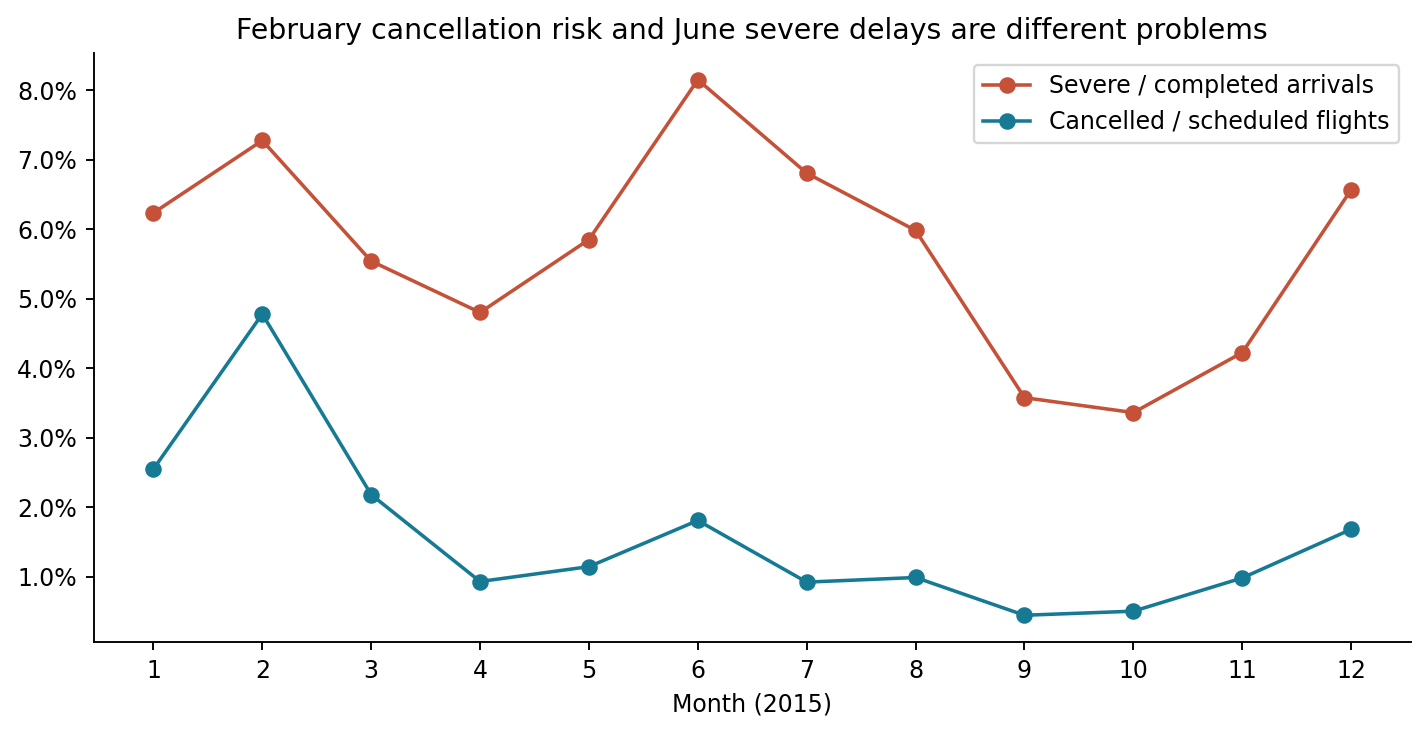 February cancellation risk and June severe delays are different problems
Severe / completed arrivals
Cancelled / scheduled flights
8.0%
7.0%
6.0%
5.0%
4.0%
3.0%
2.0%
1.0%
1 2 3 4 5 6 7 8 9 10 11 12
Month (2015)